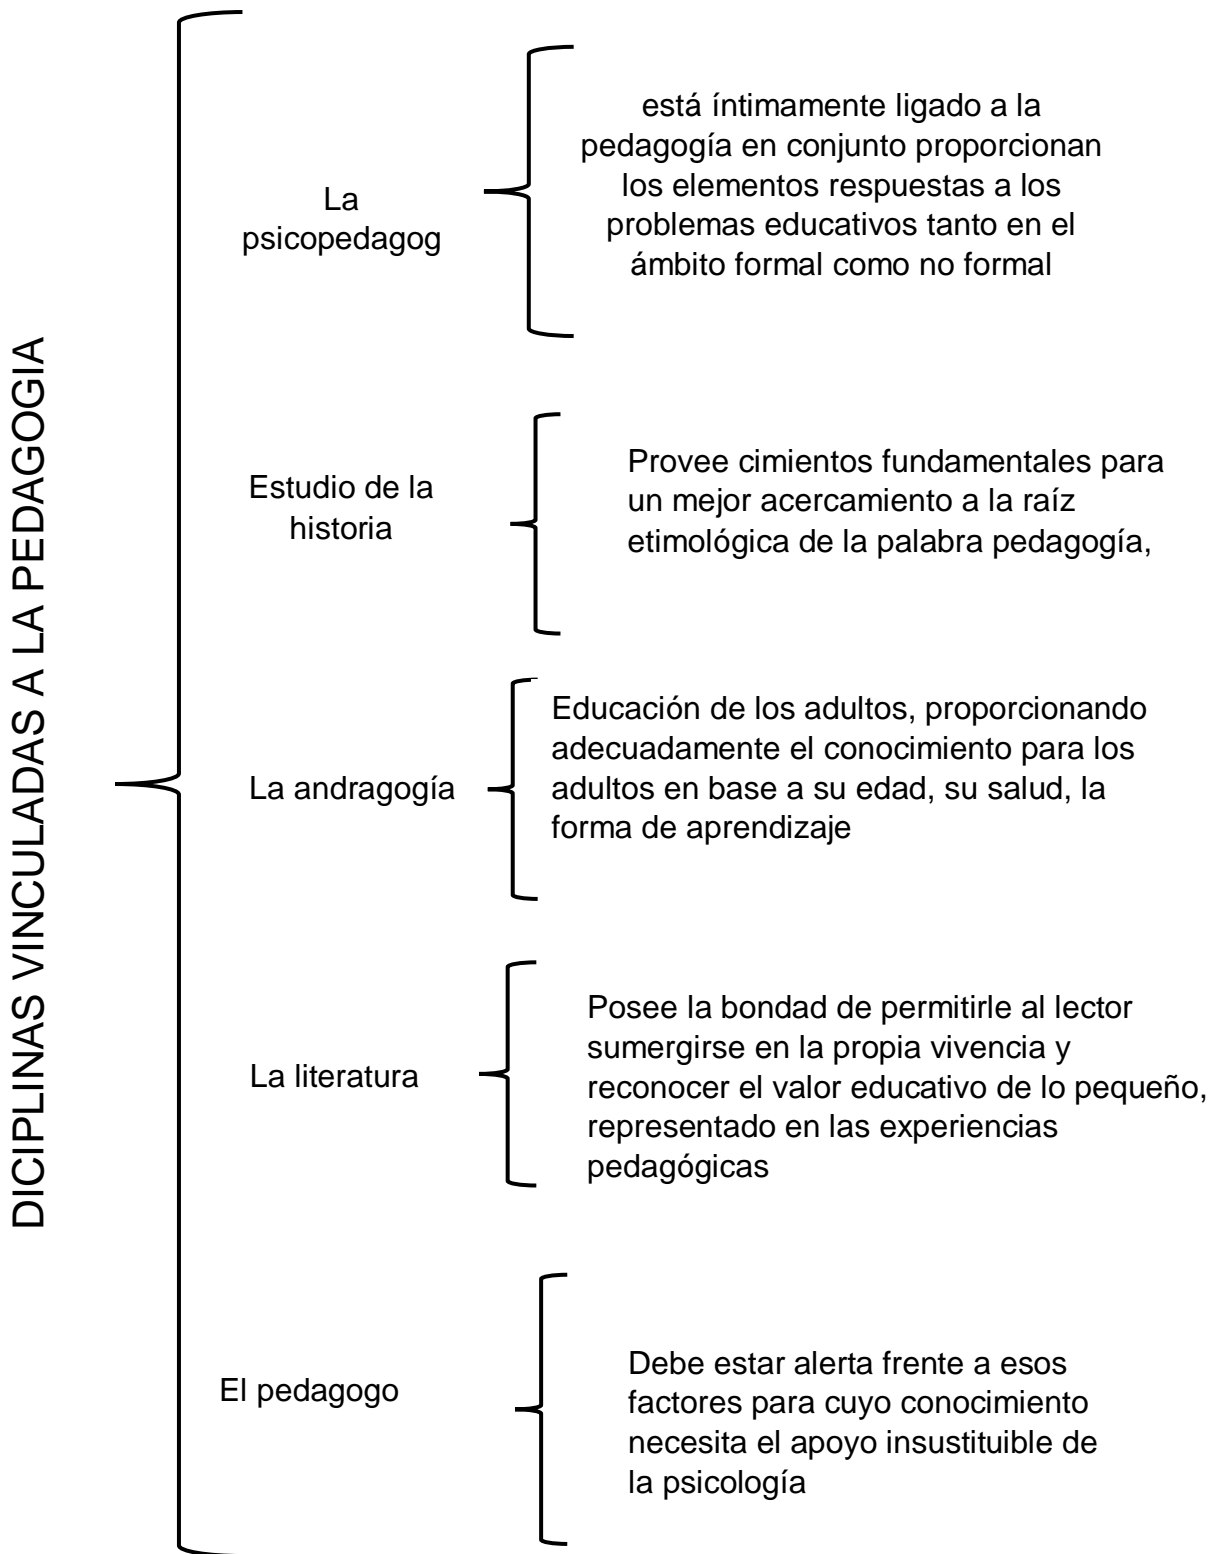 DICIPLINAS VINCULADAS A LA PEDAGOGIA
La
psicopedagog
está íntimamente ligado a la
pedagogía en conjunto proporcionan
los elementos respuestas a los
problemas educativos tanto en el
ámbito formal como no formal
Estudio de la
historia
Provee cimientos fundamentales para
un mejor acercamiento a la raíz
etimológica de la palabra pedagogía,
La andragogía
Educación de los adultos, proporcionando
adecuadamente el conocimiento para los
adultos en base a su edad, su salud, la
forma de aprendizaje
La literatura
Posee la bondad de permitirle al lector
sumergirse en la propia vivencia y
reconocer el valor educativo de lo pequeño,
representado en las experiencias
pedagógicas
El pedagogo
Debe estar alerta frente a esos
factores para cuyo conocimiento
necesita el apoyo insustituible de
la psicología